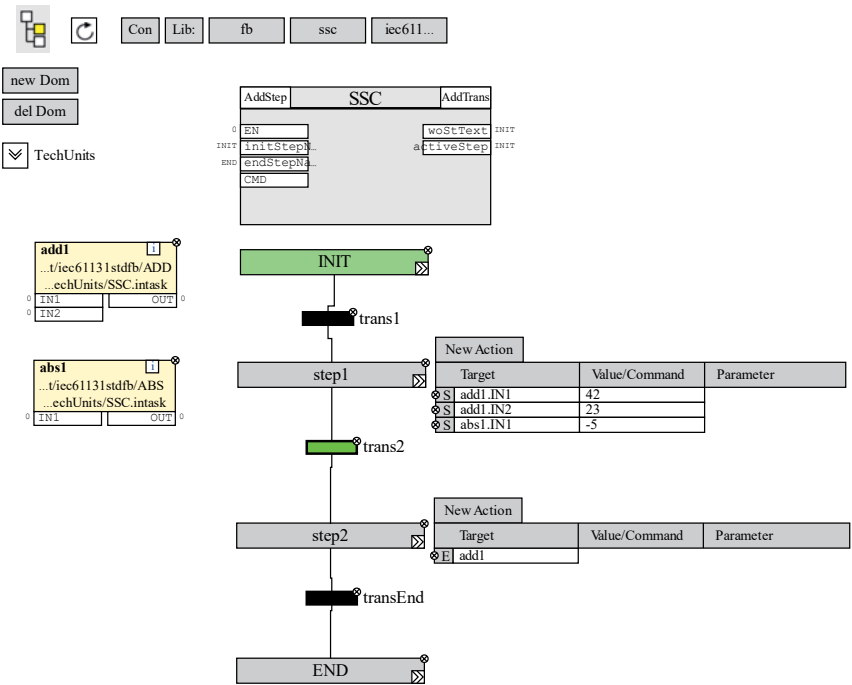 Con Lib: fb ssc iec611...
new Dom
del Dom
TechUnits
AddStep SSC AddTrans
0 EN woStText INIT
INIT initStepN… activeStep INIT
END endStepNa…
CMD
add1 i
...t/iec61131stdfb/ADD
...echUnits/SSC.intask
0 IN1 OUT 0
0 IN2
INIT
trans1
abs1 i
...t/iec61131stdfb/ABS
...echUnits/SSC.intask
0 IN1 OUT 0
step1
New Action
Target Value/Command Parameter
S add1.IN1 42
S add1.IN2 23
S abs1.IN1 -5
trans2
step2
New Action
Target Value/Command Parameter
E add1
transEnd
END